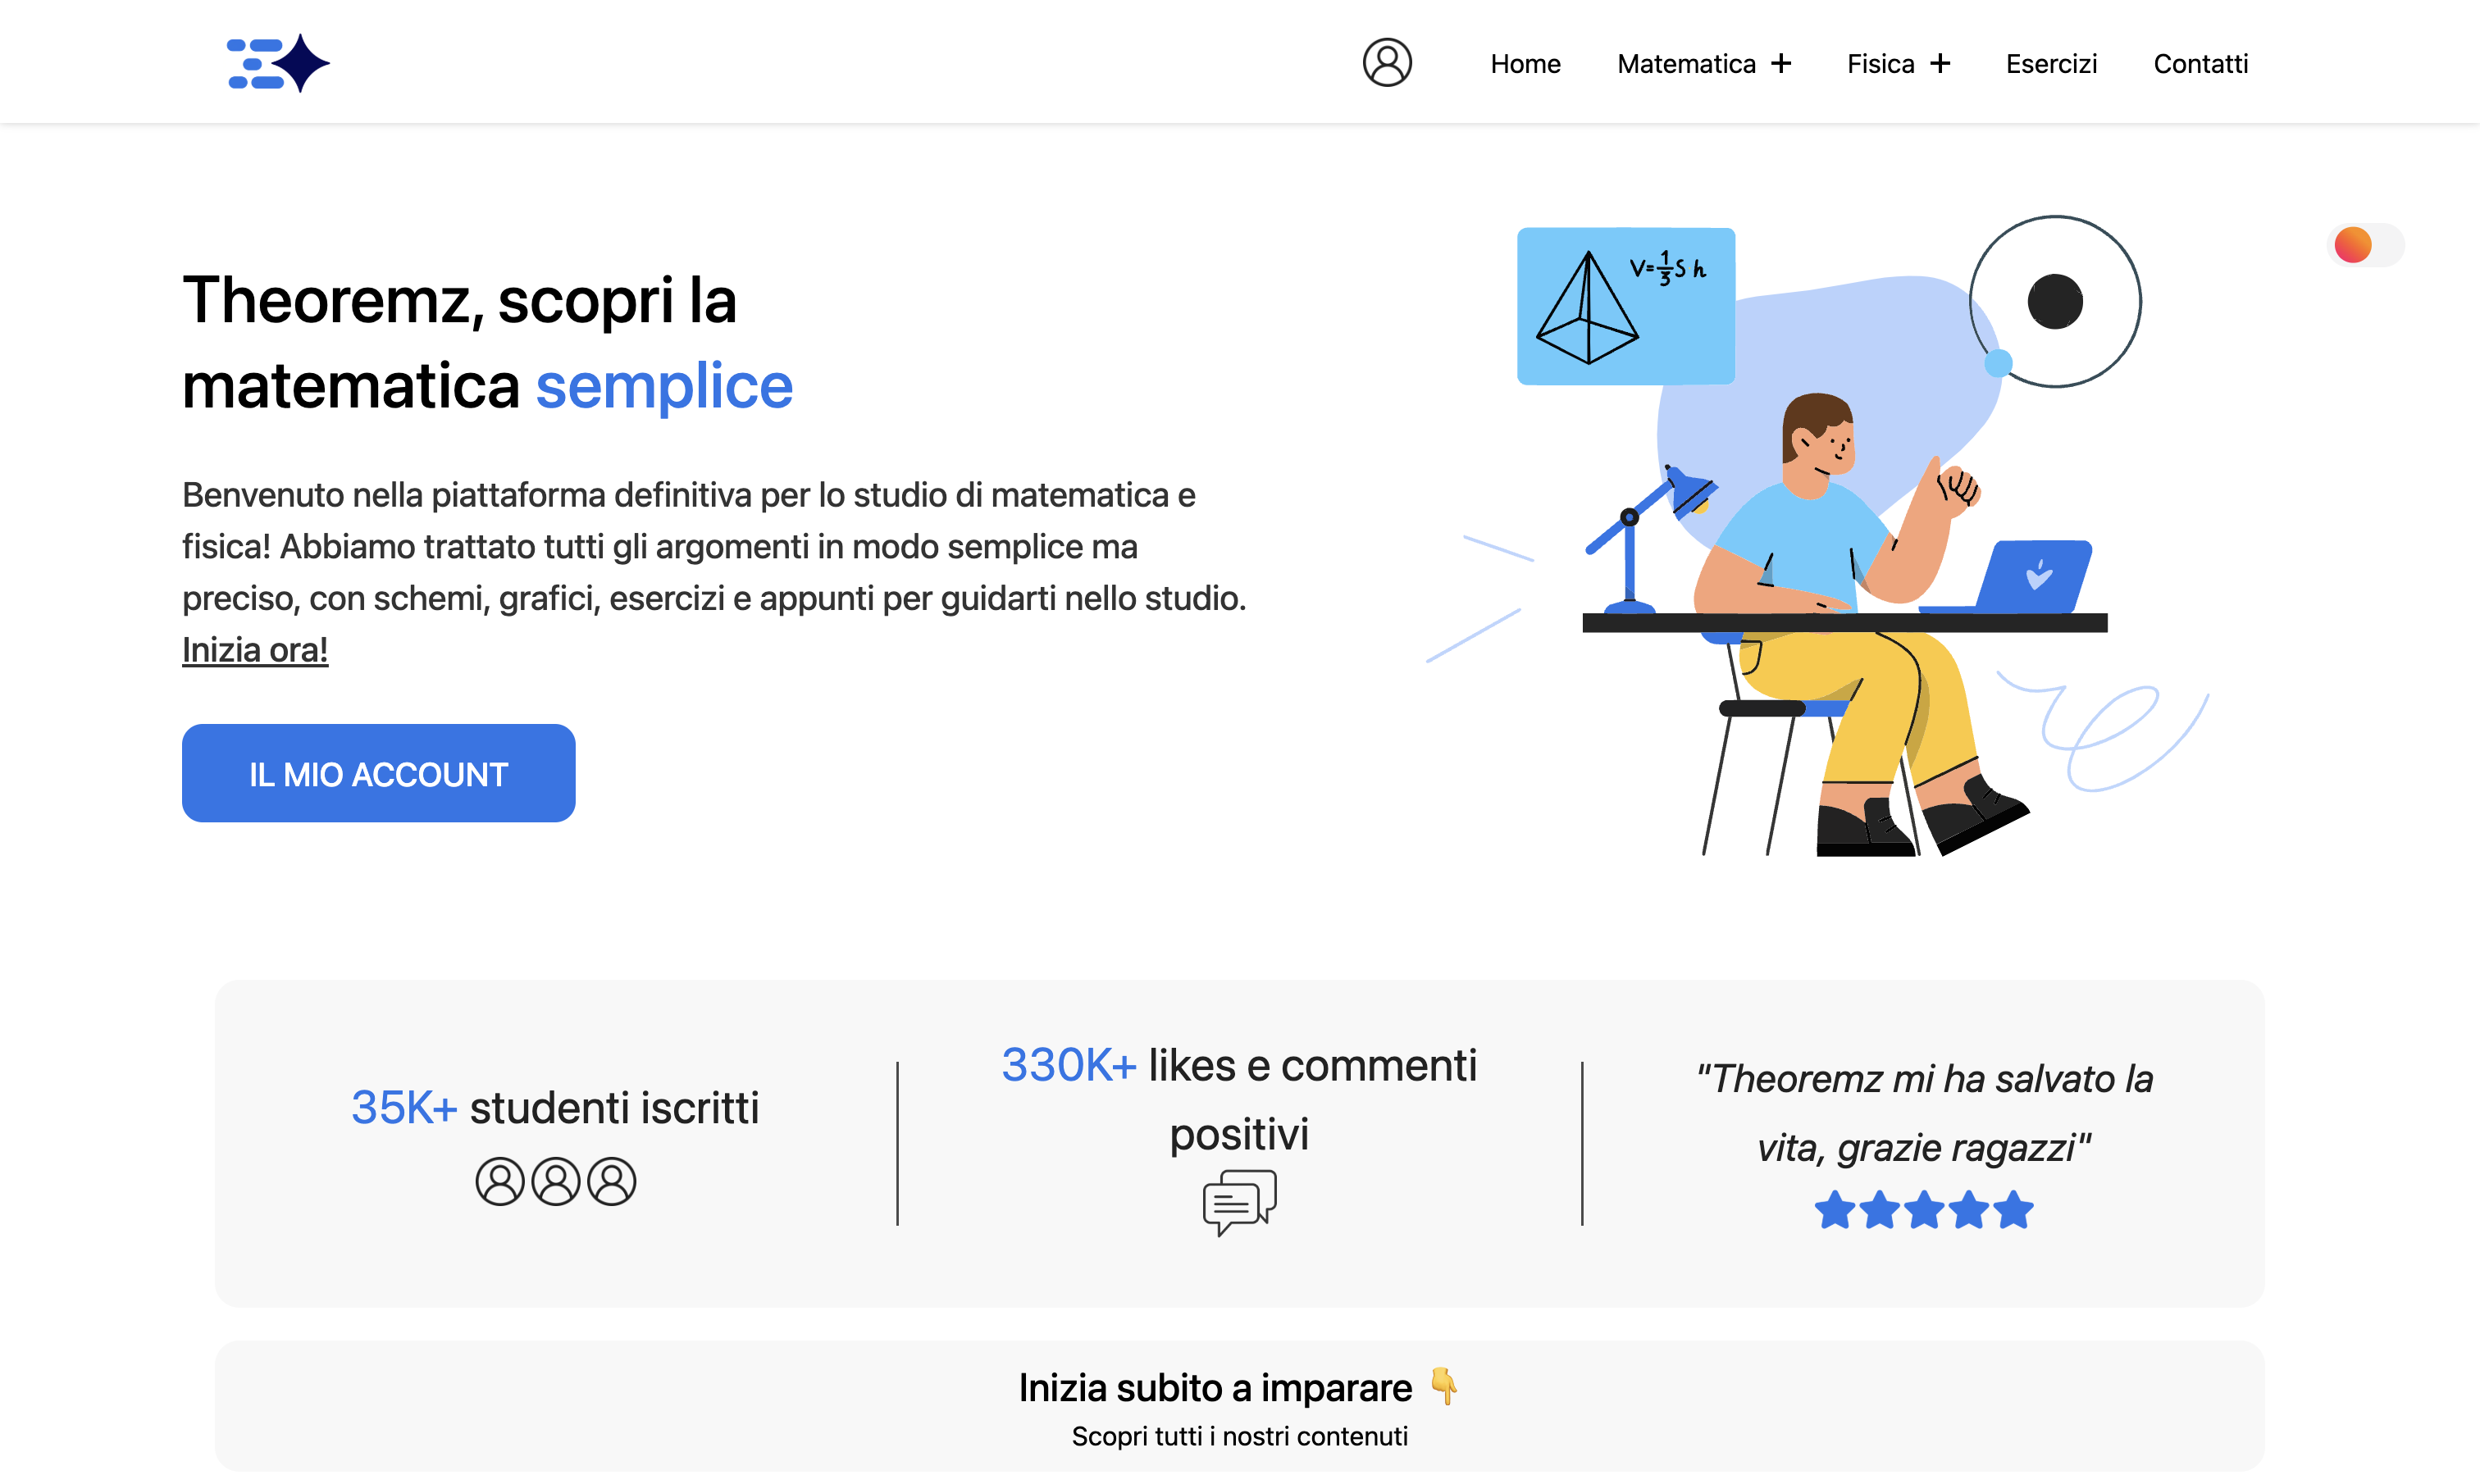 Home
Matematica +
Fisica +
Esercizi
Contatti
Theoremz, scopri la
matematica semplice
Benvenuto nella piattaforma definitiva per lo studio di matematica e
fisica! Abbiamo trattato tutti gli argomenti in modo semplice ma
preciso, con schemi, grafici, esercizi e appunti per guidarti nello studio.
Inizia ora!
IL MIO ACCOUNT
V=1/3 S h
35K+ studenti iscritti
330K+ likes e commenti
positivi
"Theoremz mi ha salvato la
vita, grazie ragazzi"
Inizia subito a imparare 👇
Scopri tutti i nostri contenuti